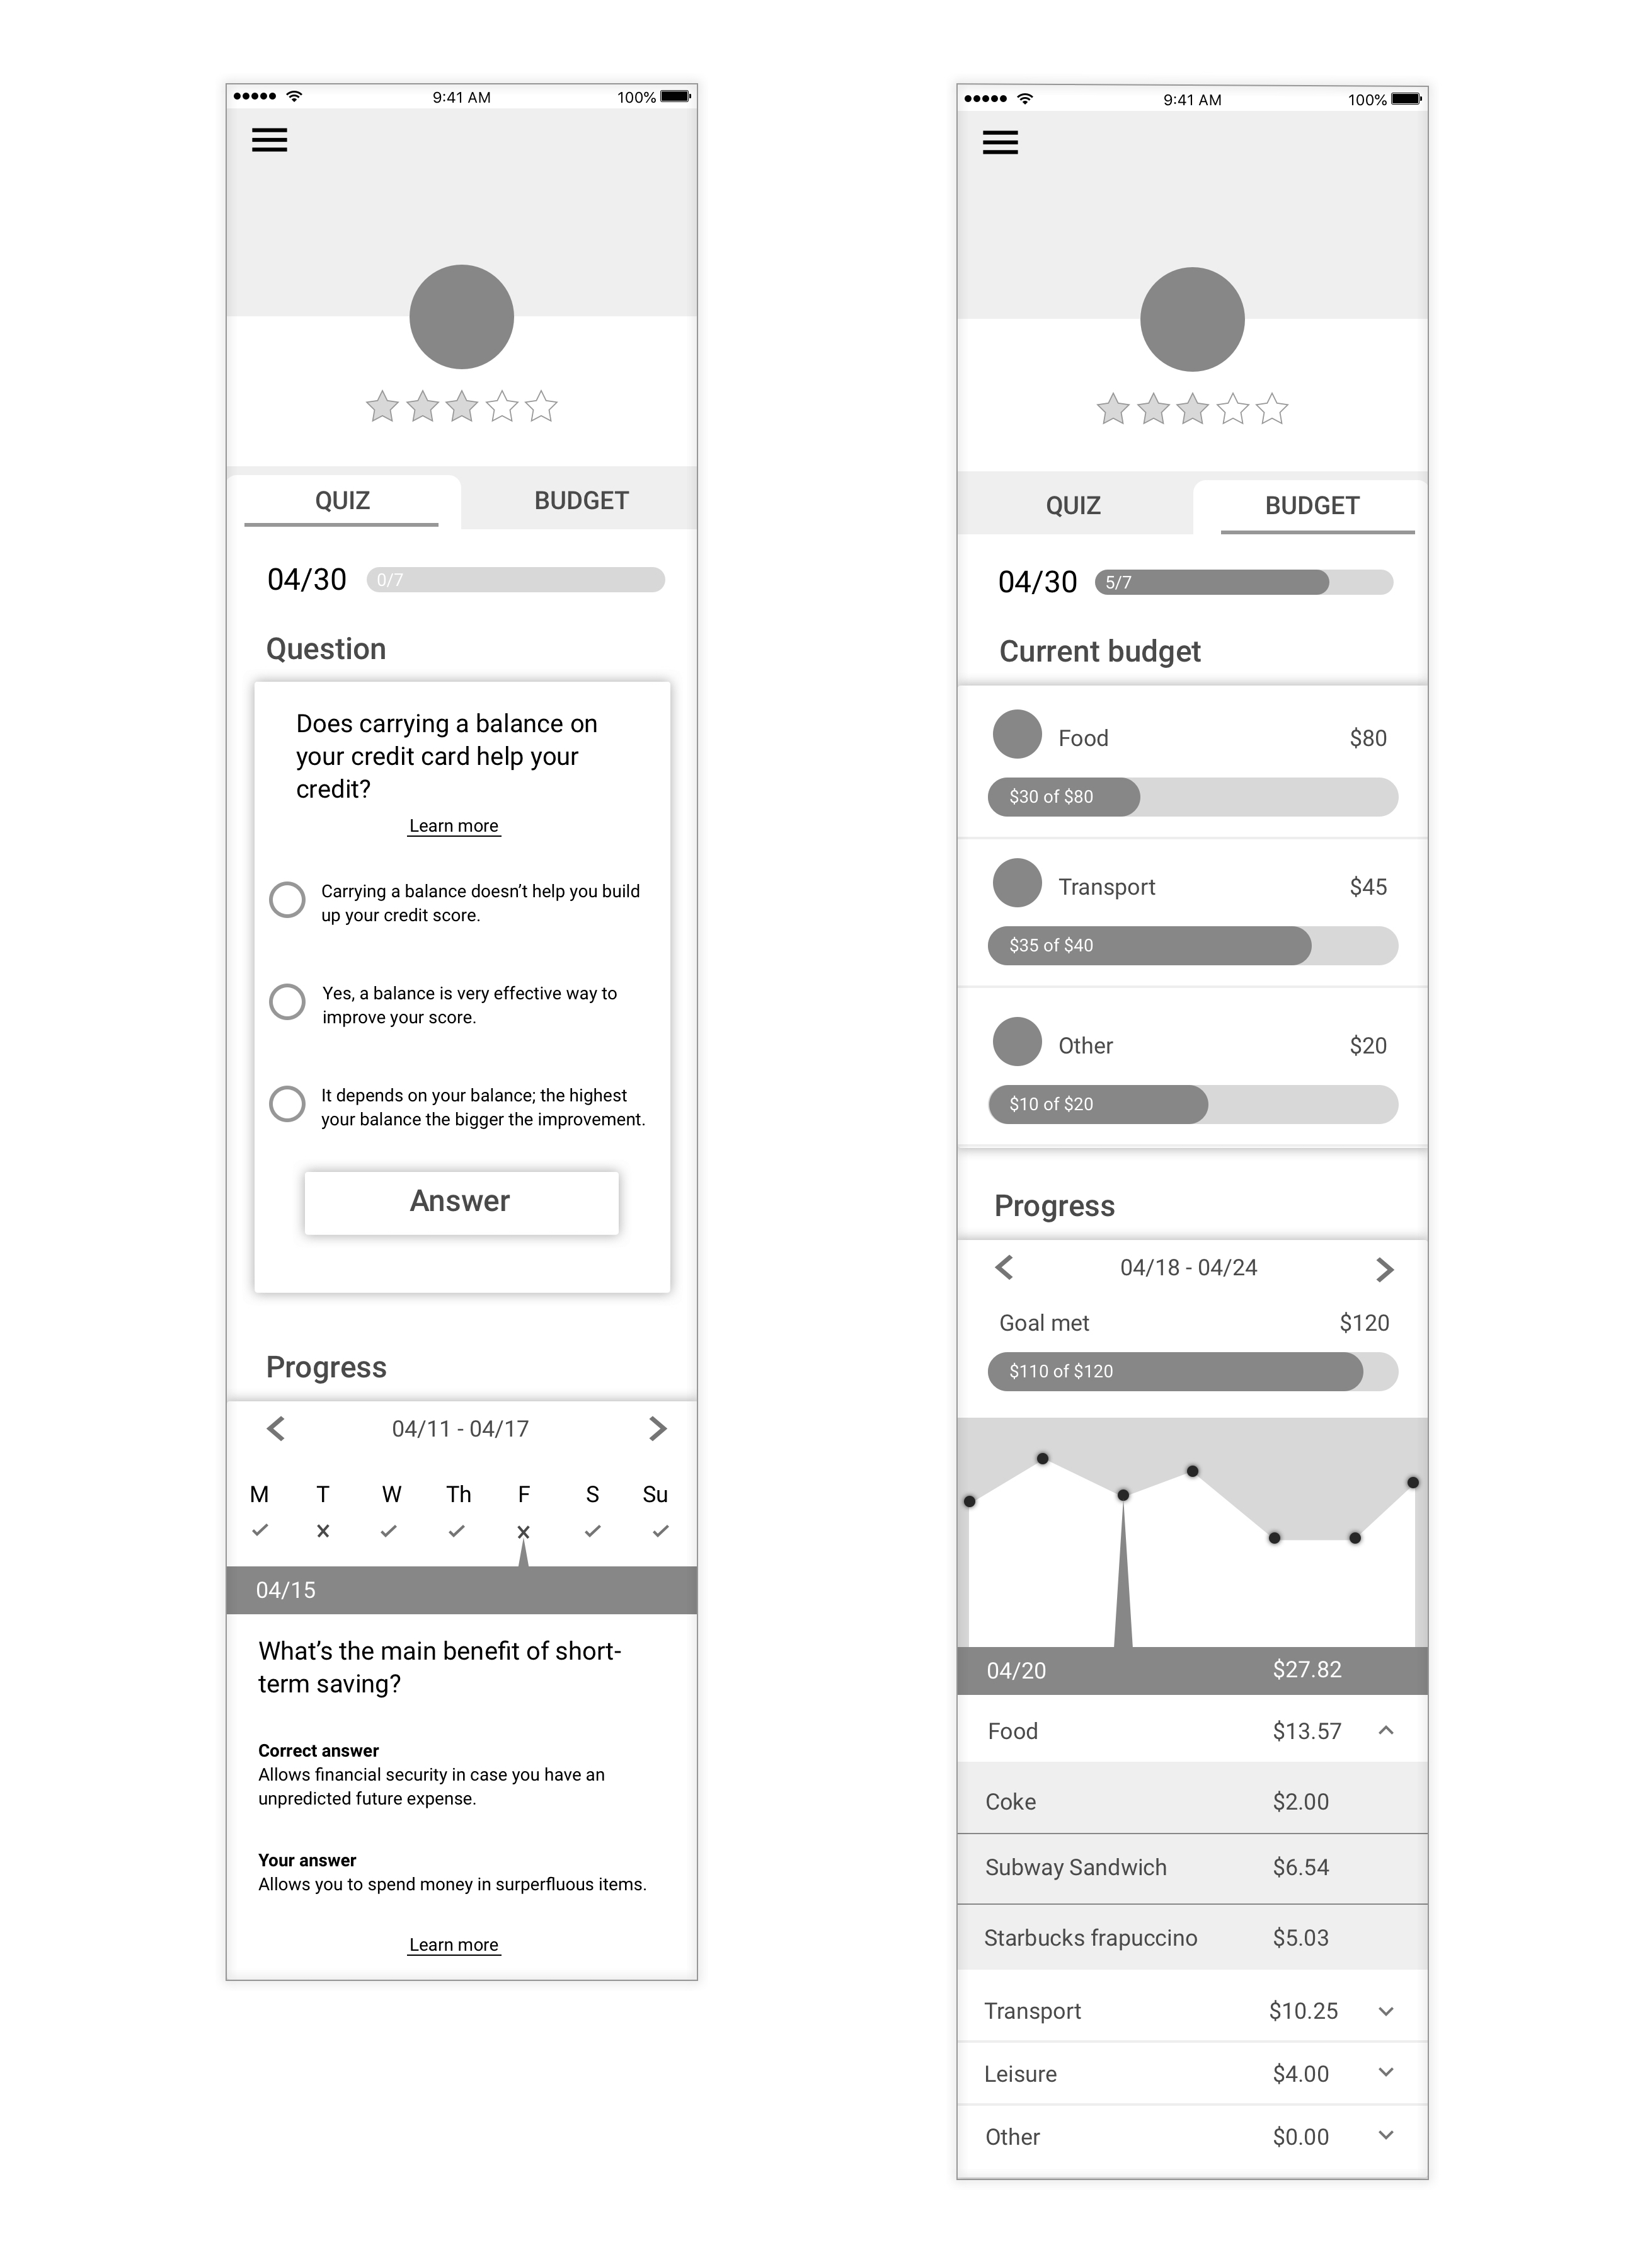 9:41 AM 100%
QUIZ BUDGET
04/30 0/7
Question
Does carrying a balance on
your credit card help your
credit?
Learn more
Carrying a balance doesn’t help you build
up your credit score.
Yes, a balance is very effective way to
improve your score.
It depends on your balance; the highest
your balance the bigger the improvement.
Answer
Progress
04/11 - 04/17
M T W Th F S Su
04/15
What’s the main benefit of short-
term saving?
Correct answer
Allows financial security in case you have an
unpredicted future expense.
Your answer
Allows you to spend money in surperfluous items.
Learn more
9:41 AM 100%
QUIZ BUDGET
04/30 5/7
Current budget
Food $80
$30 of $80
Transport $45
$35 of $40
Other $20
$10 of $20
Progress
04/18 - 04/24
Goal met $120
$110 of $120
04/20 $27.82
Food $13.57
Coke $2.00
Subway Sandwich $6.54
Starbucks frapuccino $5.03
Transport $10.25
Leisure $4.00
Other $0.00